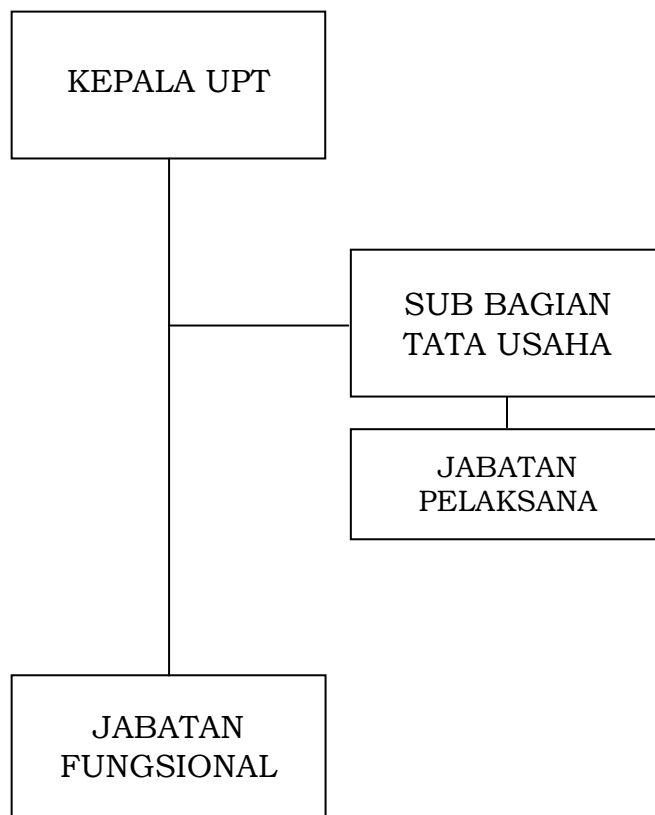 KEPALA UPT
SUB BAGIAN
TATA USAHA
JABATAN
PELAKSANA
JABATAN
FUNGSIONAL